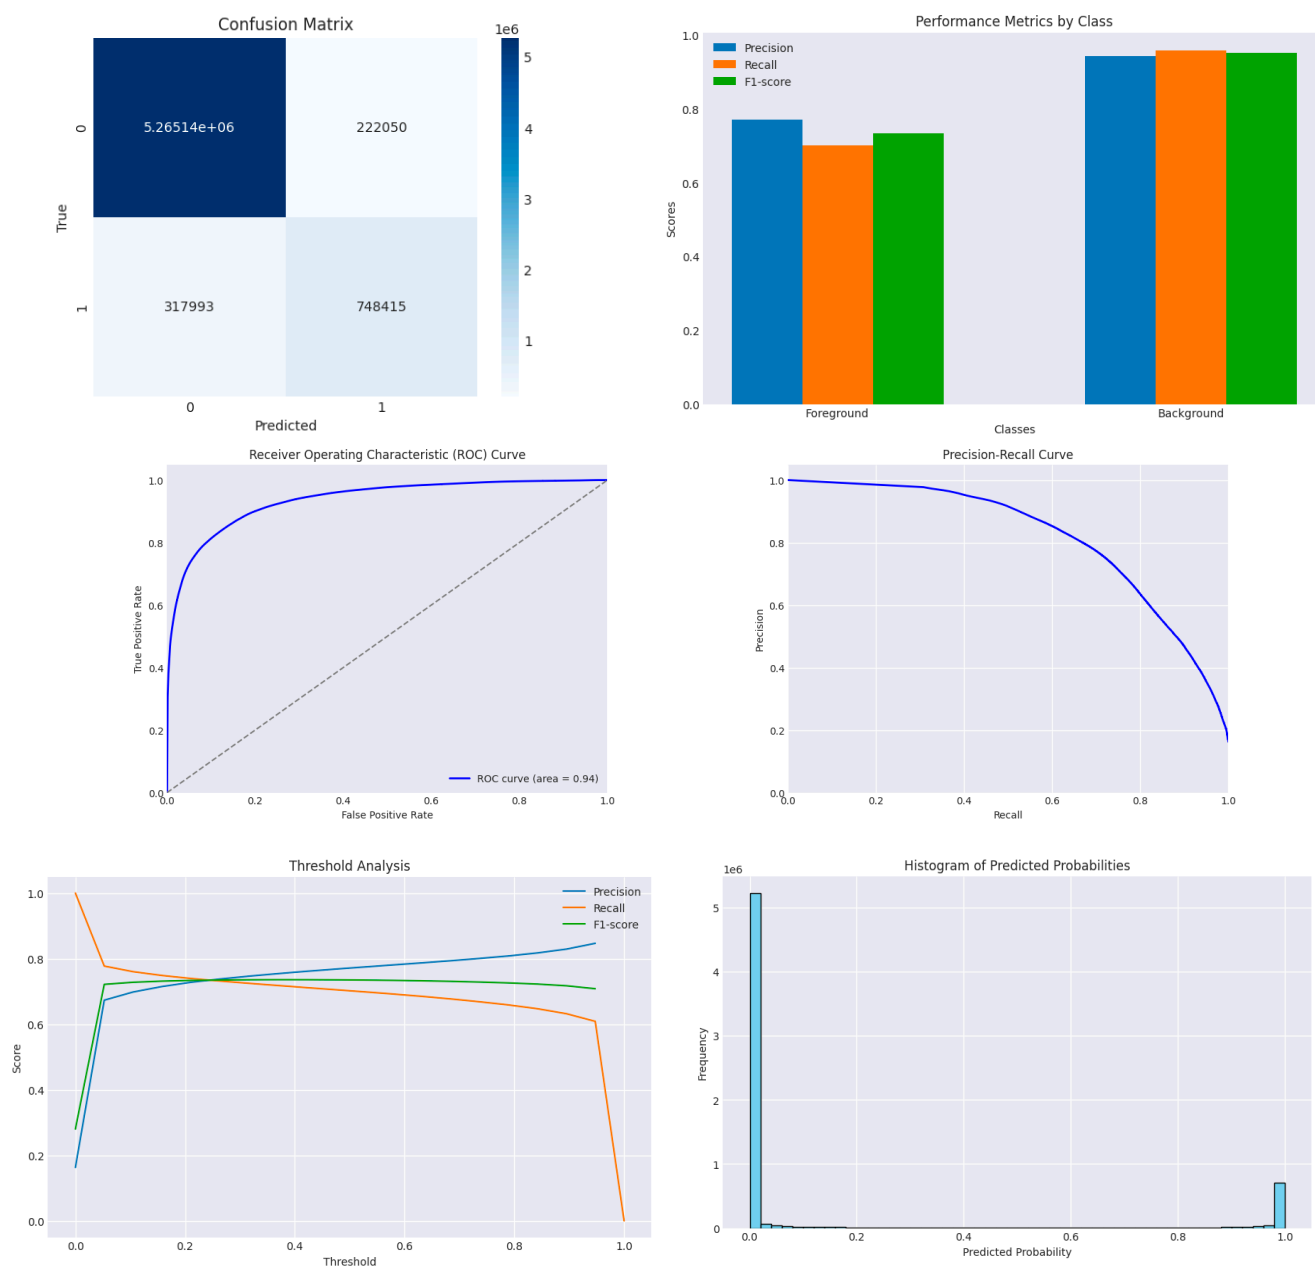 Confusion Matrix
1e6
5
4
3
2
1
0
5.26514e+06
222050
1
317993
748415
True
0
1
Predicted
Performance Metrics by Class
Precision
Recall
F1-score
1.0
0.8
0.6
0.4
0.2
0.0
Scores
Foreground
Background
Classes
Receiver Operating Characteristic (ROC) Curve
1.0
0.8
0.6
0.4
0.2
0.0
True Positive Rate
ROC curve (area = 0.94)
0.0 0.2 0.4 0.6 0.8 1.0
False Positive Rate
Precision-Recall Curve
1.0
0.8
0.6
0.4
0.2
0.0
Precision
0.0 0.2 0.4 0.6 0.8 1.0
Recall
Threshold Analysis
Precision
Recall
F1-score
1.0
0.8
0.6
0.4
0.2
0.0
Score
0.0 0.2 0.4 0.6 0.8 1.0
Threshold
Histogram of Predicted Probabilities
1e6
5
4
3
2
1
0
Frequency
0.0 0.2 0.4 0.6 0.8 1.0
Predicted Probability